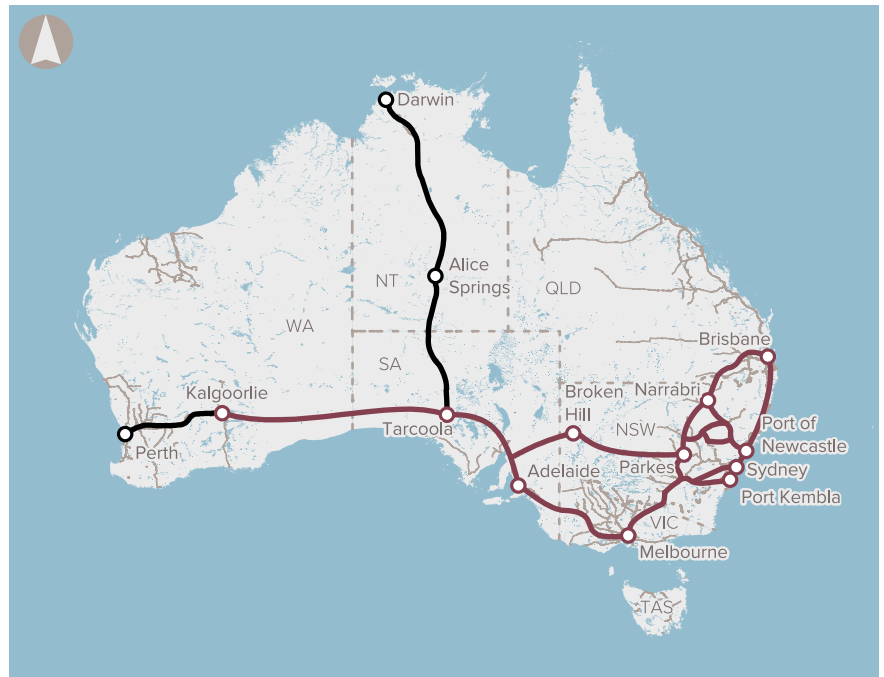 Darwin
Alice
Springs
NT
QLD
WA
Brisbane
SA
Kalgoorlie
Broken
Hill
Narrabri
Port of
Newcastle
Tarcoola
NSW
Perth
Parkes
Sydney
Adelaide
Port Kembla
VIC
Melbourne
TAS